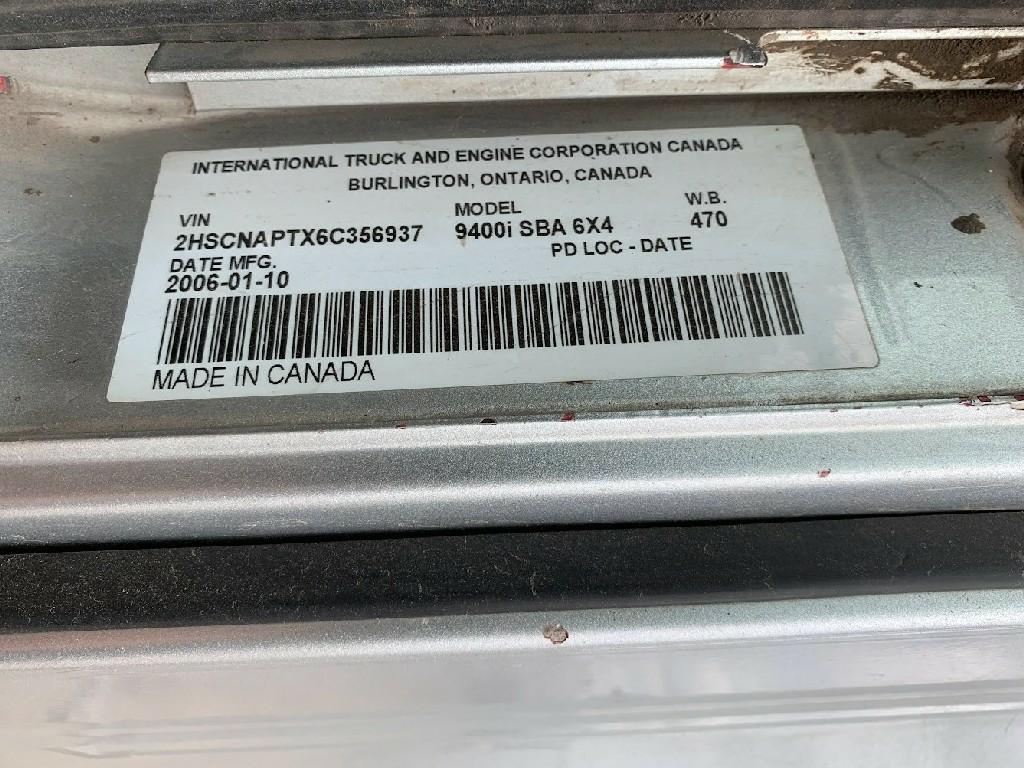 INTERNATIONAL TRUCK AND ENGINE CORPORATION CANADA
BURLINGTON, ONTARIO, CANADA
VIN MODEL W.B.
2HSCNAPTX6C356937 9400i SBA 6X4 470
DATE MFG. PD LOC - DATE
2006-01-10
MADE IN CANADA